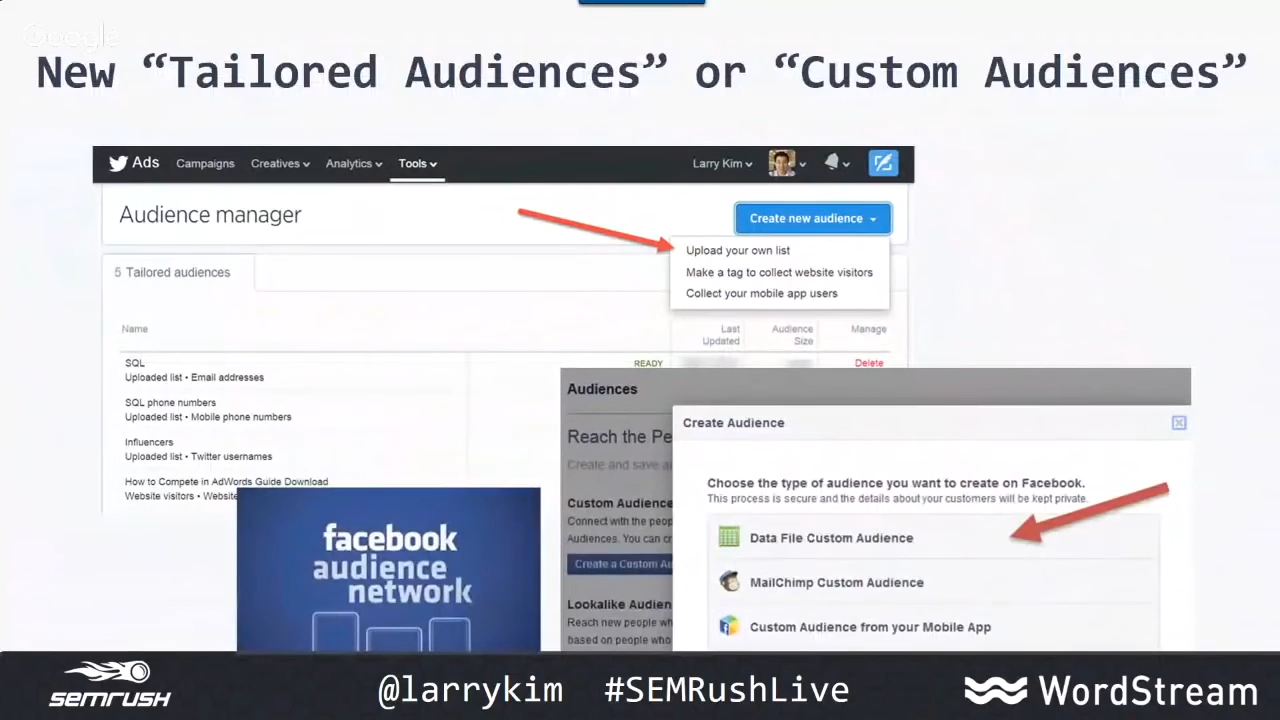 Google
New “Tailored Audiences” or “Custom Audiences”
Ads Campaigns Creatives Analytics Tools Larry Kim
Audience manager
Create new audience
Upload your own list
Make a tag to collect website visitors
Collect your mobile app users
5 Tailored audiences
Name
Last
Updated
Audience
Size
Manage
SQL
READY
Delete
Uploaded list • Email addresses
SQL phone numbers
Uploaded list • Mobile phone numbers
Influencers
Uploaded list • Twitter usernames
How to Compete in AdWords Guide Download
Website visitors • Website
facebook
audience
network
Audiences
Reach the Pe
Create and save a
Custom Audience
Connect with the peop
Audiences. You can cr
Create a Custom Au
Lookalike Audien
Reach new people wh
based on people who
Create Audience
Choose the type of audience you want to create on Facebook.
This process is secure and the details about your customers will be kept private.
Data File Custom Audience
MailChimp Custom Audience
Custom Audience from your Mobile App
SEMRUSH
@larrykim #SEMRushLive
WordStream